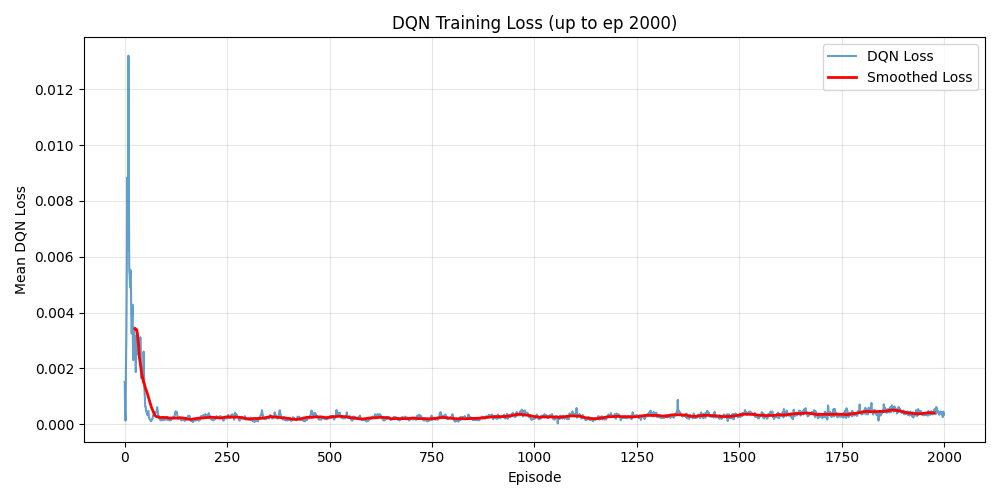 DQN Training Loss (up to ep 2000)
DQN Loss
Smoothed Loss
Mean DQN Loss
0.012
0.010
0.008
0.006
0.004
0.002
0.000
0 250 500 750 1000 1250 1500 1750 2000
Episode